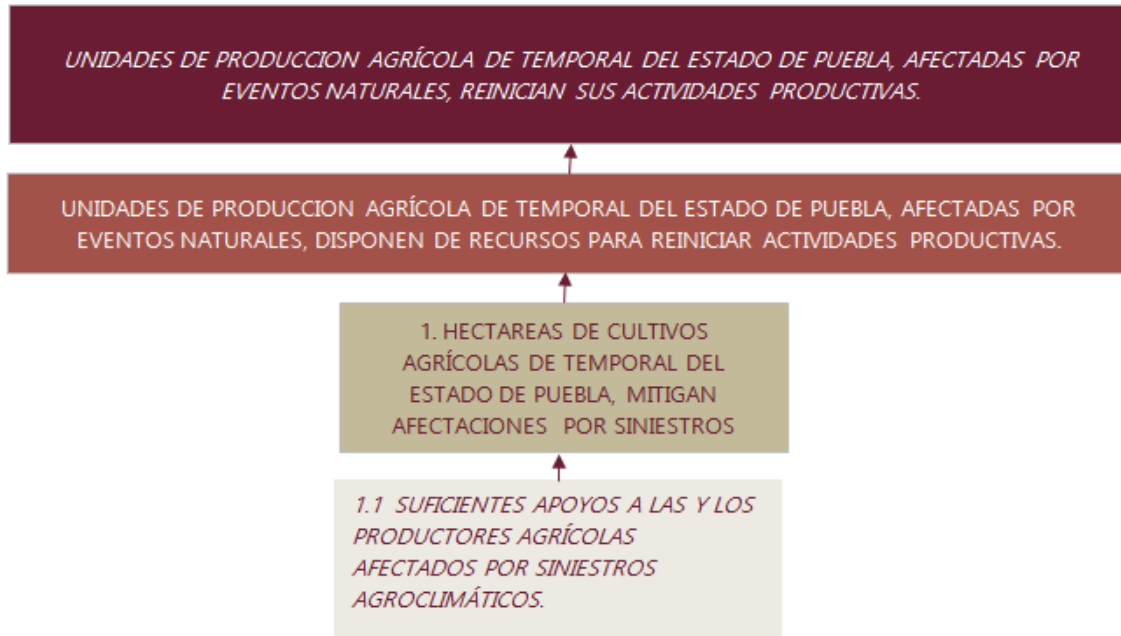 UNIDADES DE PRODUCCION AGRÍCOLA DE TEMPORAL DEL ESTADO DE PUEBLA, AFECTADAS POR
EVENTOS NATURALES, REINICIAN SUS ACTIVIDADES PRODUCTIVAS.
UNIDADES DE PRODUCCION AGRÍCOLA DE TEMPORAL DEL ESTADO DE PUEBLA, AFECTADAS POR
EVENTOS NATURALES, DISPONEN DE RECURSOS PARA REINICIAR ACTIVIDADES PRODUCTIVAS.
1. HECTAREAS DE CULTIVOS
AGRÍCOLAS DE TEMPORAL DEL
ESTADO DE PUEBLA, MITIGAN
AFECTACIONES POR SINIESTROS
1.1 SUFICIENTES APOYOS A LAS Y LOS
PRODUCTORES AGRÍCOLAS
AFECTADOS POR SINIESTROS
AGROCLIMÁTICOS.